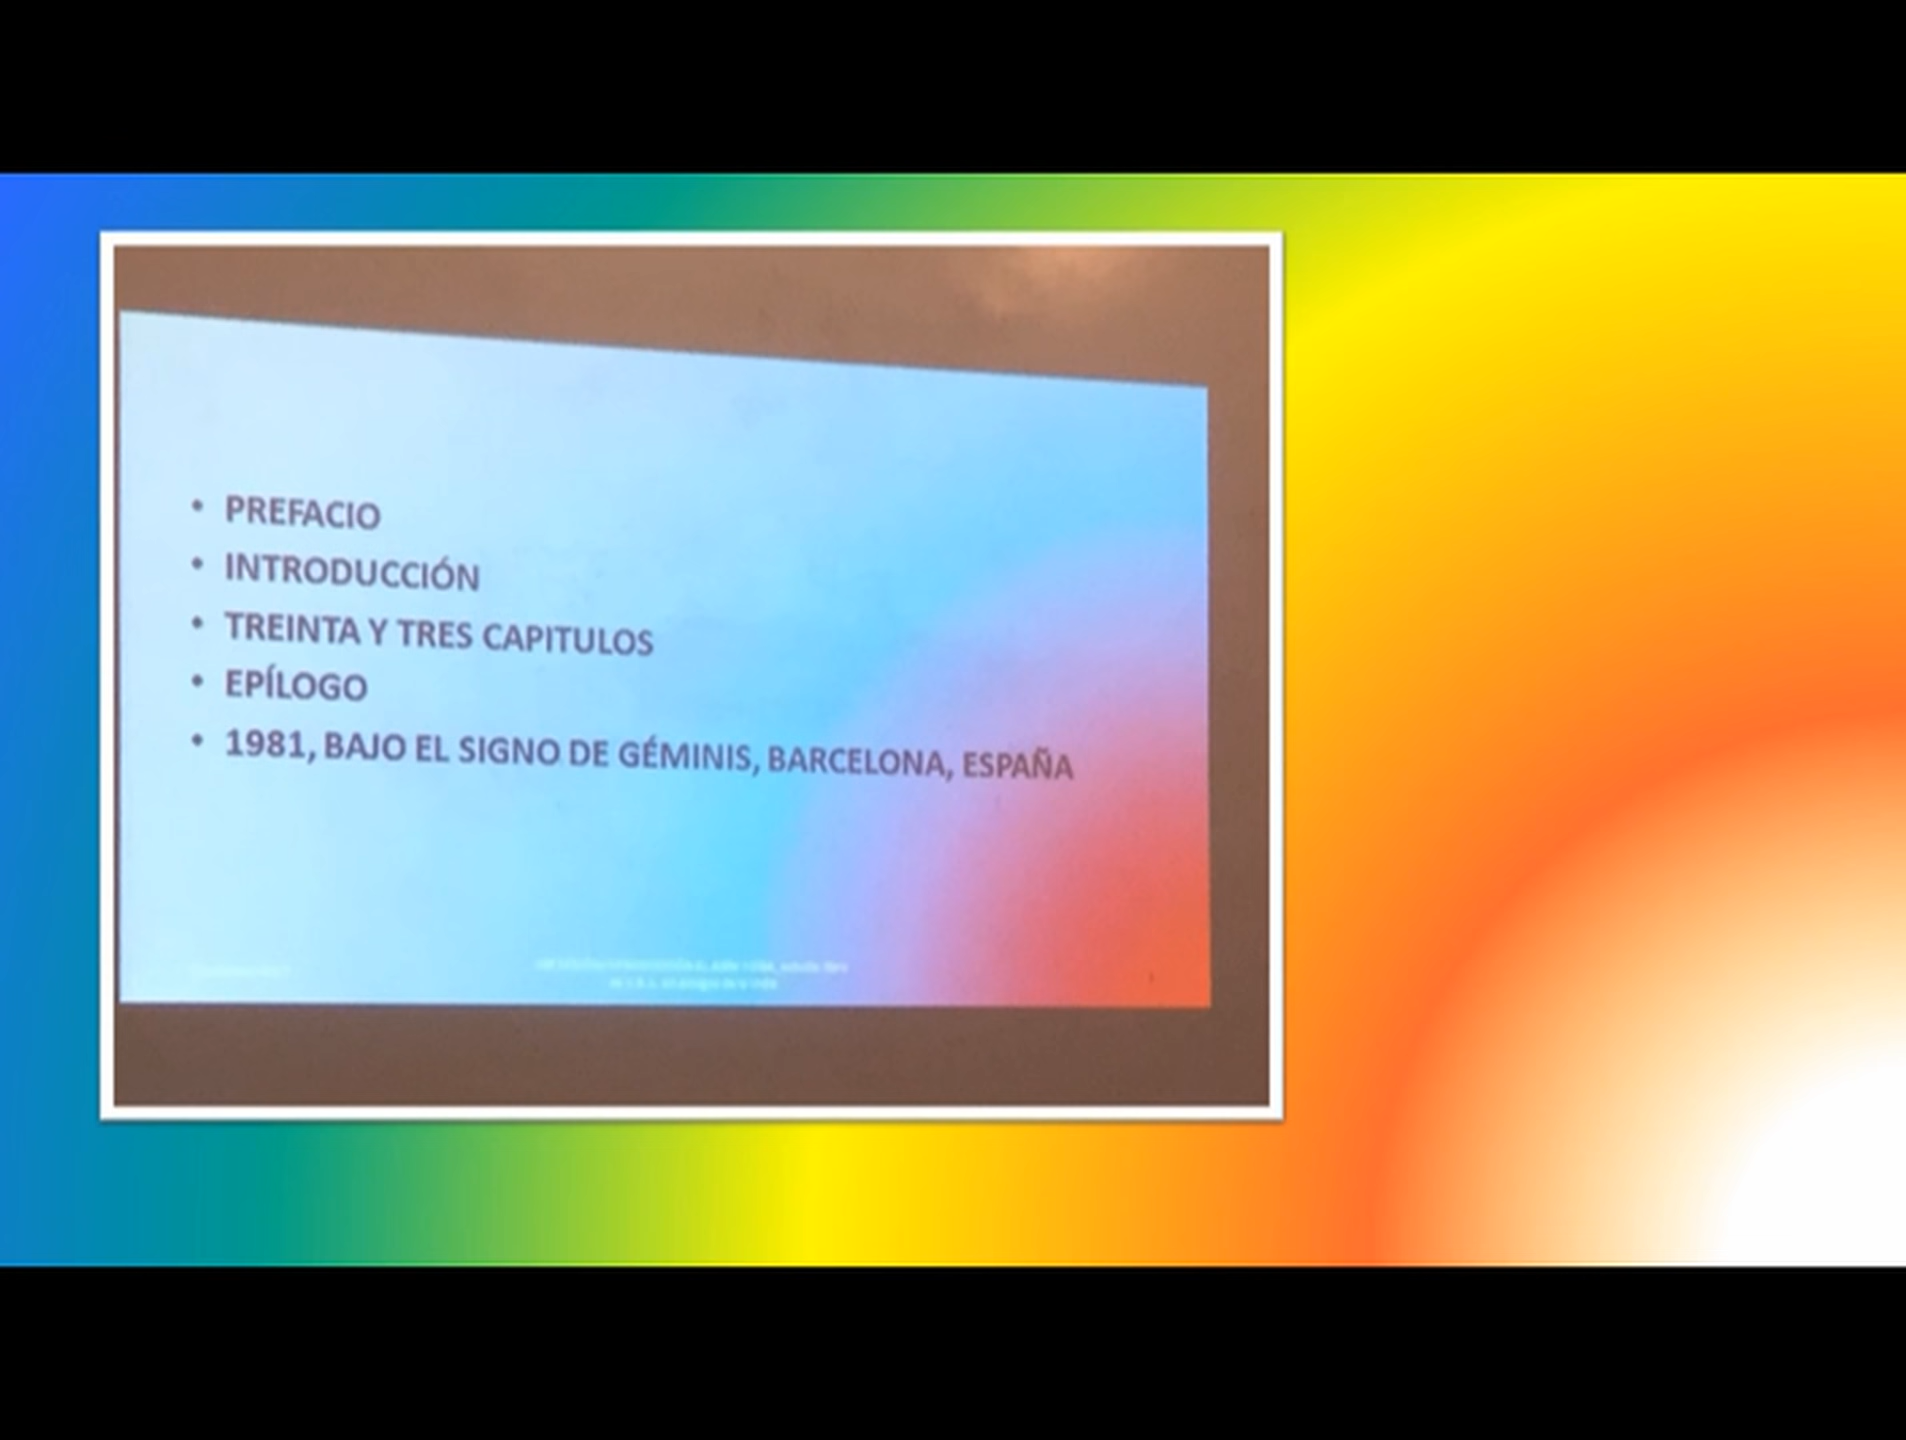 • PREFACIO
• INTRODUCCIÓN
• TREINTA Y TRES CAPITULOS
• EPÍLOGO
• 1981, BAJO EL SIGNO DE GÉMINIS, BARCELONA, ESPAÑA